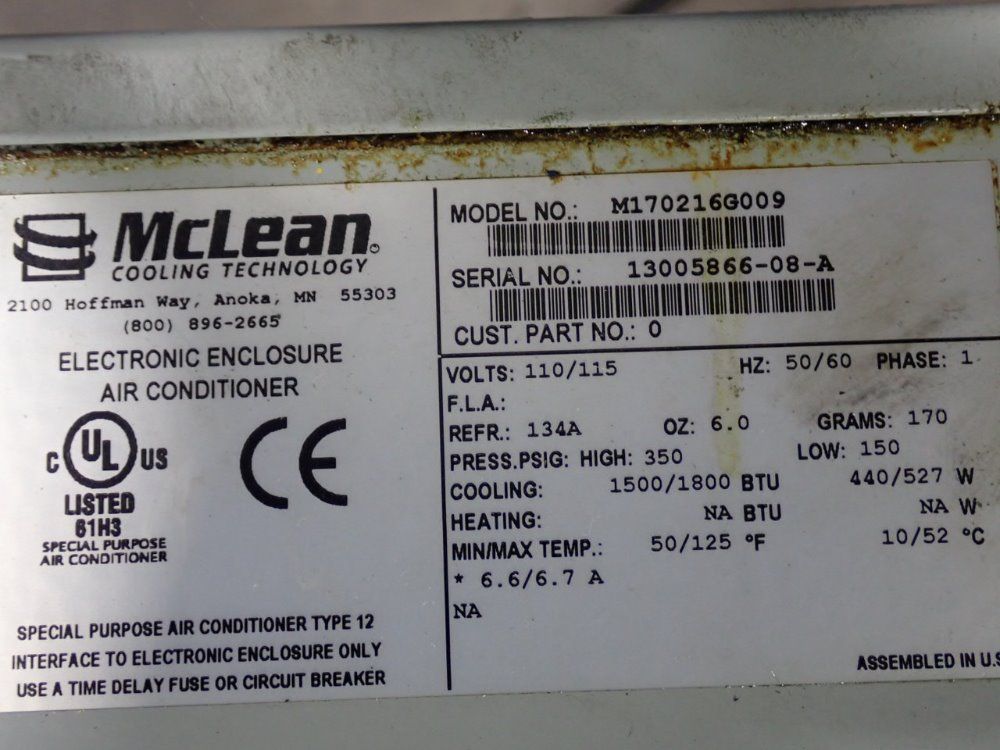 McLean
COOLING TECHNOLOGY
2100 Hoffman Way, Anoka, MN 55303
(800) 896-2665
ELECTRONIC ENCLOSURE
AIR CONDITIONER
C UL US
LISTED
61H3
SPECIAL PURPOSE
AIR CONDITIONER
CE
SPECIAL PURPOSE AIR CONDITIONER TYPE 12
INTERFACE TO ELECTRONIC ENCLOSURE ONLY
USE A TIME DELAY FUSE OR CIRCUIT BREAKER
MODEL NO.: M170216G009
SERIAL NO.: 13005866-08-A
CUST. PART NO.: 0
VOLTS: 110/115 HZ: 50/60 PHASE: 1
F.L.A.:
REFR.: 134A OZ: 6.0 GRAMS: 170
PRESS.PSIG: HIGH: 350 LOW: 150
COOLING: 1500/1800 BTU 440/527 W
HEATING: NA BTU NA W
MIN/MAX TEMP.: 50/125 °F 10/52 °C
* 6.6/6.7 A
NA
ASSEMBLED IN U.S